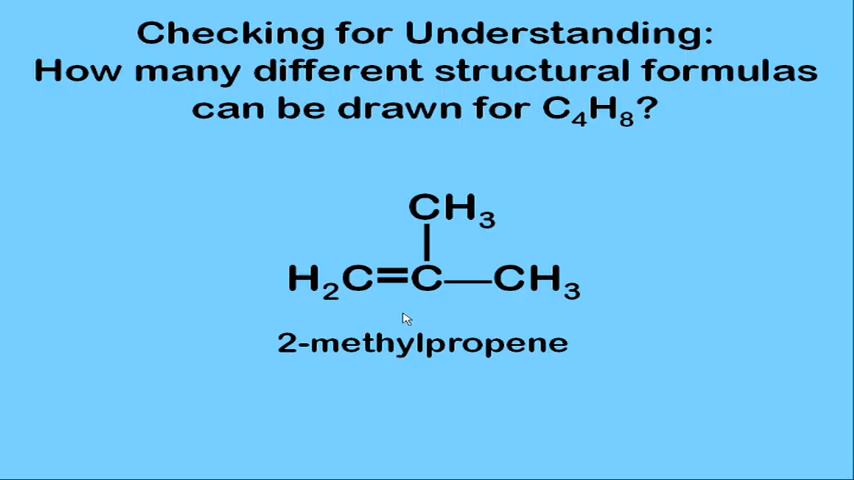 Checking for Understanding:
How many different structural formulas
can be drawn for C₄H₈?
CH₃
H₂C=C—CH₃
2-methylpropene